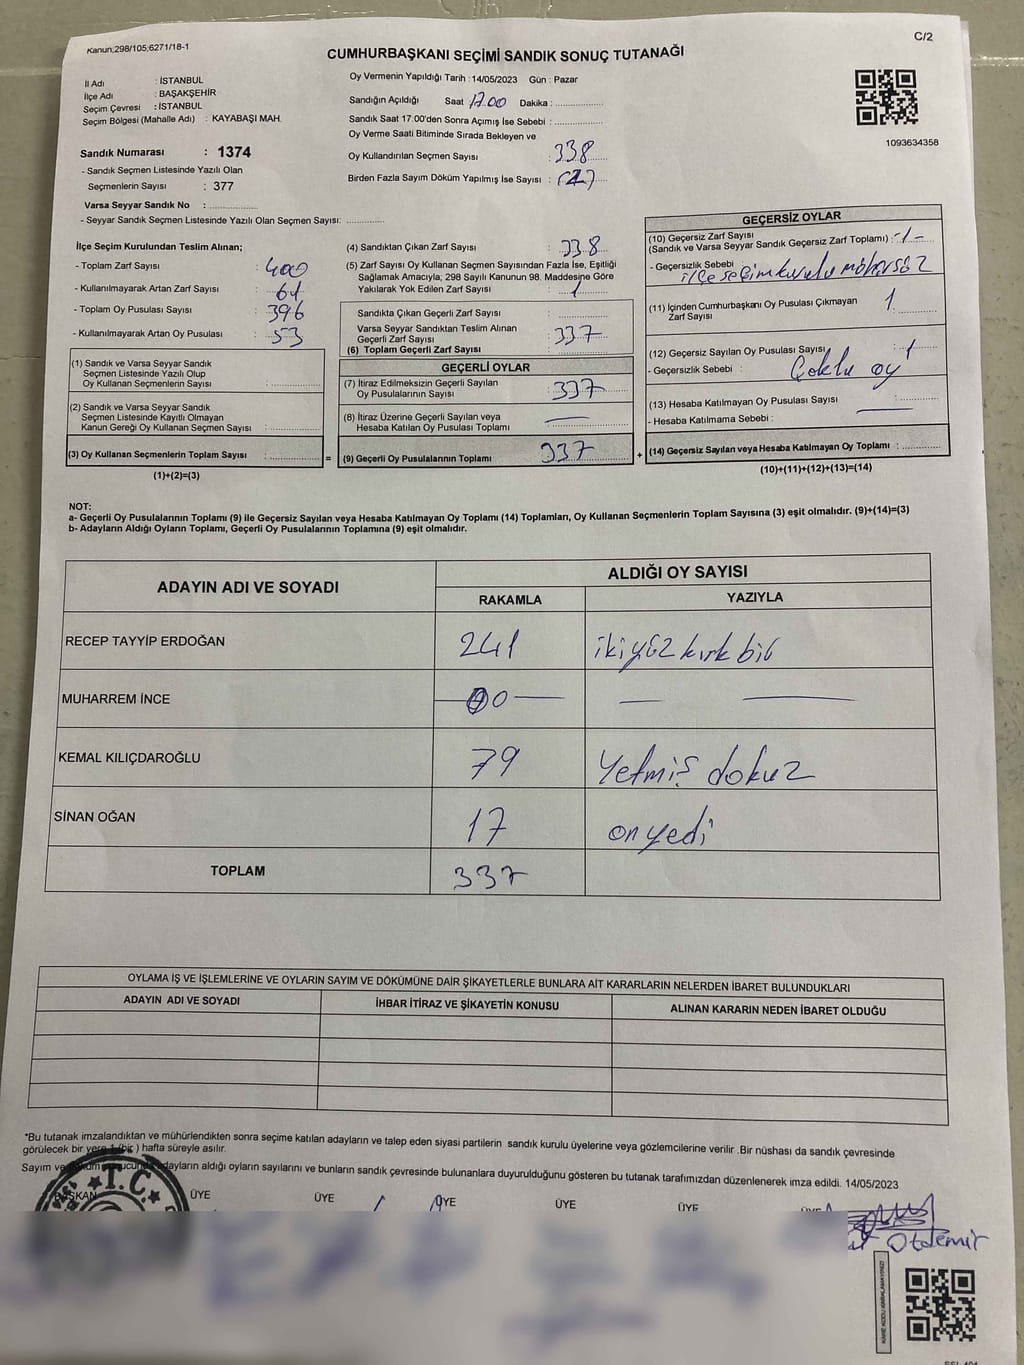 Kanun;298/105;6271/18-1
C/2
CUMHURBAŞKANI SEÇİMİ SANDIK SONUÇ TUTANAĞI
İl Adı : İSTANBUL
İlçe Adı : BAŞAKŞEHİR
Seçim Çevresi : İSTANBUL
Seçim Bölgesi (Mahalle Adı) : KAYABAŞI MAH.
Sandık Numarası : 1374
- Sandık Seçmen Listesinde Yazılı Olan
Seçmenlerin Sayısı : 377
Varsa Seyyar Sandık No :
- Seyyar Sandık Seçmen Listesinde Yazılı Olan Seçmen Sayısı:
Oy Vermenin Yapıldığı Tarih : 14/05/2023 Gün : Pazar
Sandığın Açıldığı Saat 17.00 Dakika :
Sandık Saat 17.00'den Sonra Açımış İse Sebebi :
Oy Verme Saati Bitiminde Sırada Bekleyen ve
Oy Kullandırılan Seçmen Sayısı : 338
Birden Fazla Sayım Döküm Yapılmış İse Sayısı :
1093634358
İlçe Seçim Kurulundan Teslim Alınan;
- Toplam Zarf Sayısı : 400
- Kullanılmayarak Artan Zarf Sayısı : 61
- Toplam Oy Pusulası Sayısı : 396
- Kullanılmayarak Artan Oy Pusulası : 53
(1) Sandık ve Varsa Seyyar Sandık
Seçmen Listesinde Yazılı Olup
Oy Kullanan Seçmenlerin Sayısı :
(2) Sandık ve Varsa Seyyar Sandık
Seçmen Listesinde Kayıtlı Olmayan
Kanun Gereği Oy Kullanan Seçmen Sayısı :
(3) Oy Kullanan Seçmenlerin Toplam Sayısı :
(1)+(2)=(3)
=
(4) Sandıktan Çıkan Zarf Sayısı : 338
(5) Zarf Sayısı Oy Kullanan Seçmen Sayısından Fazla İse, Eşitliği
Sağlamak Amacıyla, 298 Sayılı Kanunun 98. Maddesine Göre
Yakılarak Yok Edilen Zarf Sayısı : 1
Sandıkta Çıkan Geçerli Zarf Sayısı :
Varsa Seyyar Sandıktan Teslim Alınan
Geçerli Zarf Sayısı : 337
(6) Toplam Geçerli Zarf Sayısı :
GEÇERLİ OYLAR
(7) İtiraz Edilmeksizin Geçerli Sayılan
Oy Pusulalarının Sayısı : 337
(8) İtiraz Üzerine Geçerli Sayılan veya
Hesaba Katılan Oy Pusulası Toplamı :
(9) Geçerli Oy Pusulalarının Toplamı : 337
+
GEÇERSİZ OYLAR
(10) Geçersiz Zarf Sayısı
(Sandık ve Varsa Seyyar Sandık Geçersiz Zarf Toplamı) : -1-
- Geçersizlik Sebebi : ilçe seçim kurulu mühürsüz
(11) İçinden Cumhurbaşkanı Oy Pusulası Çıkmayan
Zarf Sayısı : 1
(12) Geçersiz Sayılan Oy Pusulası Sayısı : 1
- Geçersizlik Sebebi : Çoklu oy
(13) Hesaba Katılmayan Oy Pusulası Sayısı :
- Hesaba Katılmama Sebebi :
(14) Geçersiz Sayılan veya Hesaba Katılmayan Oy Toplamı :
(10)+(11)+(12)+(13)=(14)
NOT:
a- Geçerli Oy Pusulalarının Toplamı (9) ile Geçersiz Sayılan veya Hesaba Katılmayan Oy Toplamı (14) Toplamları, Oy Kullanan Seçmenlerin Toplam Sayısına (3) eşit olmalıdır. (9)+(14)=(3)
b- Adayların Aldığı Oyların Toplamı, Geçerli Oy Pusulalarının Toplamına (9) eşit olmalıdır.
ADAYIN ADI VE SOYADI
ALDIĞI OY SAYISI
RAKAMLA YAZIYLA
RECEP TAYYİP ERDOĞAN 241 ikiyüz kırk bir
MUHARREM İNCE 0 —
KEMAL KILIÇDAROĞLU 79 Yetmiş dokuz
SİNAN OĞAN 17 onyedi
TOPLAM 337
OYLAMA İŞ VE İŞLEMLERİNE VE OYLARIN SAYIM VE DÖKÜMÜNE DAİR ŞİKAYETLERLE BUNLARA AİT KARARLARIN NELERDEN İBARET BULUNDUKLARI
ADAYIN ADI VE SOYADI İHBAR İTİRAZ VE ŞİKAYETİN KONUSU ALINAN KARARIN NEDEN İBARET OLDUĞU
*Bu tutanak imzalandıktan ve mühürlendikten sonra seçime katılan adayların ve talep eden siyasi partilerin sandık kurulu üyelerine veya gözlemcilerine verilir .Bir nüshası da sandık çevresinde
görülecek bir yere 1 (bir ) hafta süreyle asılır.
Sayım ve döküm sonucunda adayların aldığı oyların sayılarını ve bunların sandık çevresinde bulunanlara duyurulduğunu gösteren bu tutanak tarafımızdan düzenlenerek imza edildi. 14/05/2023
BAŞKAN ÜYE ÜYE ÜYE ÜYE ÜYE ÜYE
T.C.